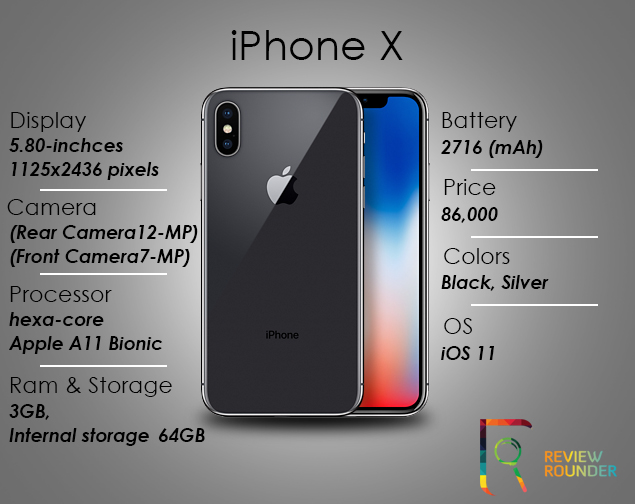 iPhone X
Display
5.80-inchces
1125x2436 pixels
Camera
(Rear Camera12-MP)
(Front Camera7-MP)
Processor
hexa-core
Apple A11 Bionic
Ram & Storage
3GB,
Internal storage 64GB
iPhone
Battery
2716 (mAh)
Price
86,000
Colors
Black, Silver
OS
iOS 11
REVIEW
ROUNDER